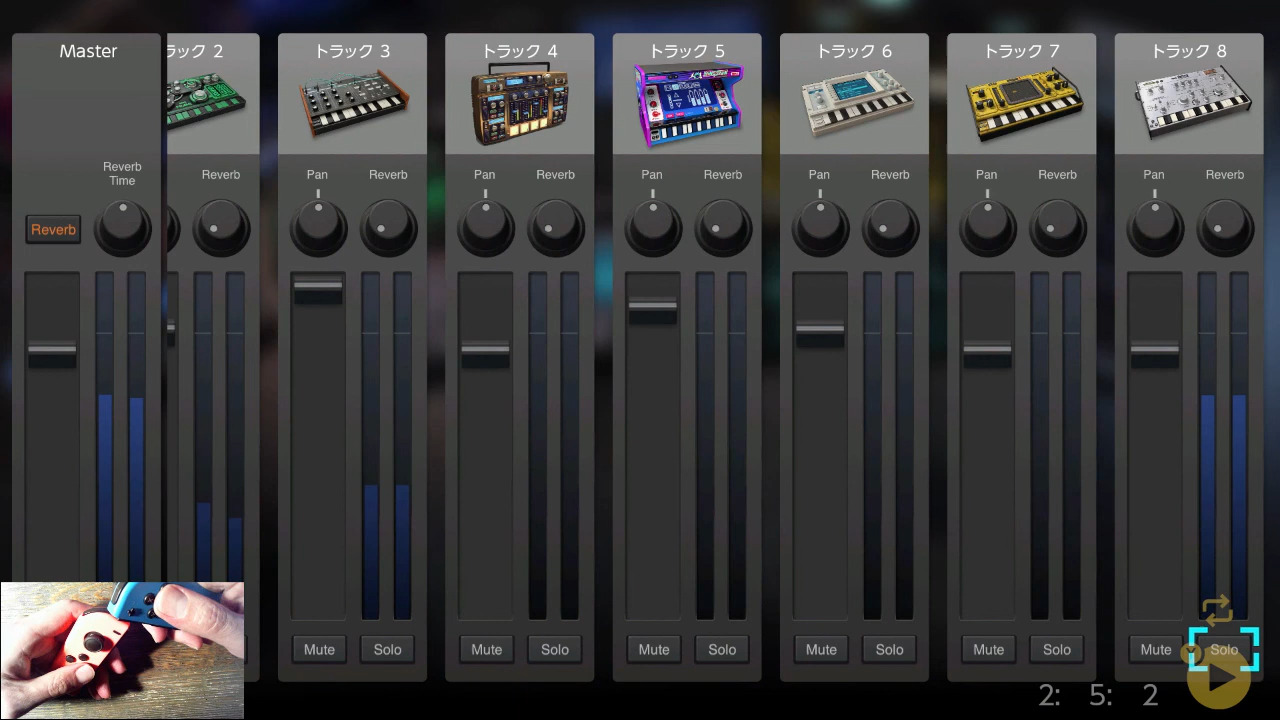 Master
ラック 2
トラック 3
トラック 4
トラック 5
トラック 6
トラック 7
トラック 8
Reverb
Time
Reverb
Pan
Reverb
Pan
Reverb
Pan
Reverb
Pan
Reverb
Pan
Reverb
Pan
Reverb
Reverb
Mute
Solo
Mute
Solo
Mute
Solo
Mute
Solo
Mute
Solo
Mute
Solo
2: 5: 2